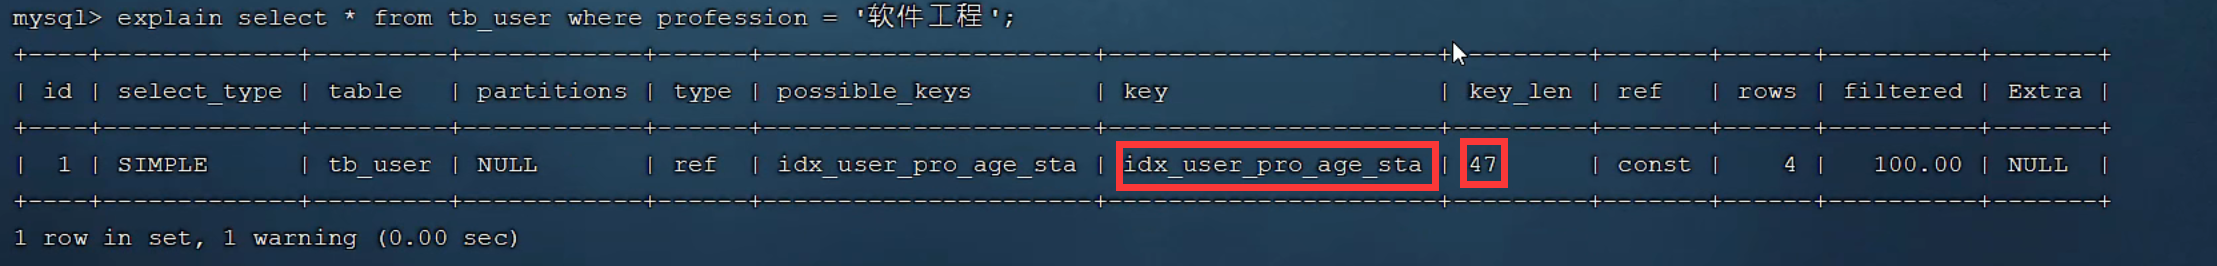 mysql> explain select * from tb_user where profession = '软件工程';
+----+-------------+---------+------------+------+----------------------+----------------------+---------+-------+------+----------+-------+
| id | select_type | table   | partitions | type | possible_keys        | key                  | key_len | ref   | rows | filtered | Extra |
+----+-------------+---------+------------+------+----------------------+----------------------+---------+-------+------+----------+-------+
|  1 | SIMPLE      | tb_user | NULL       | ref  | idx_user_pro_age_sta | idx_user_pro_age_sta | 47      | const |    4 |   100.00 | NULL  |
+----+-------------+---------+------------+------+----------------------+----------------------+---------+-------+------+----------+-------+
1 row in set, 1 warning (0.00 sec)